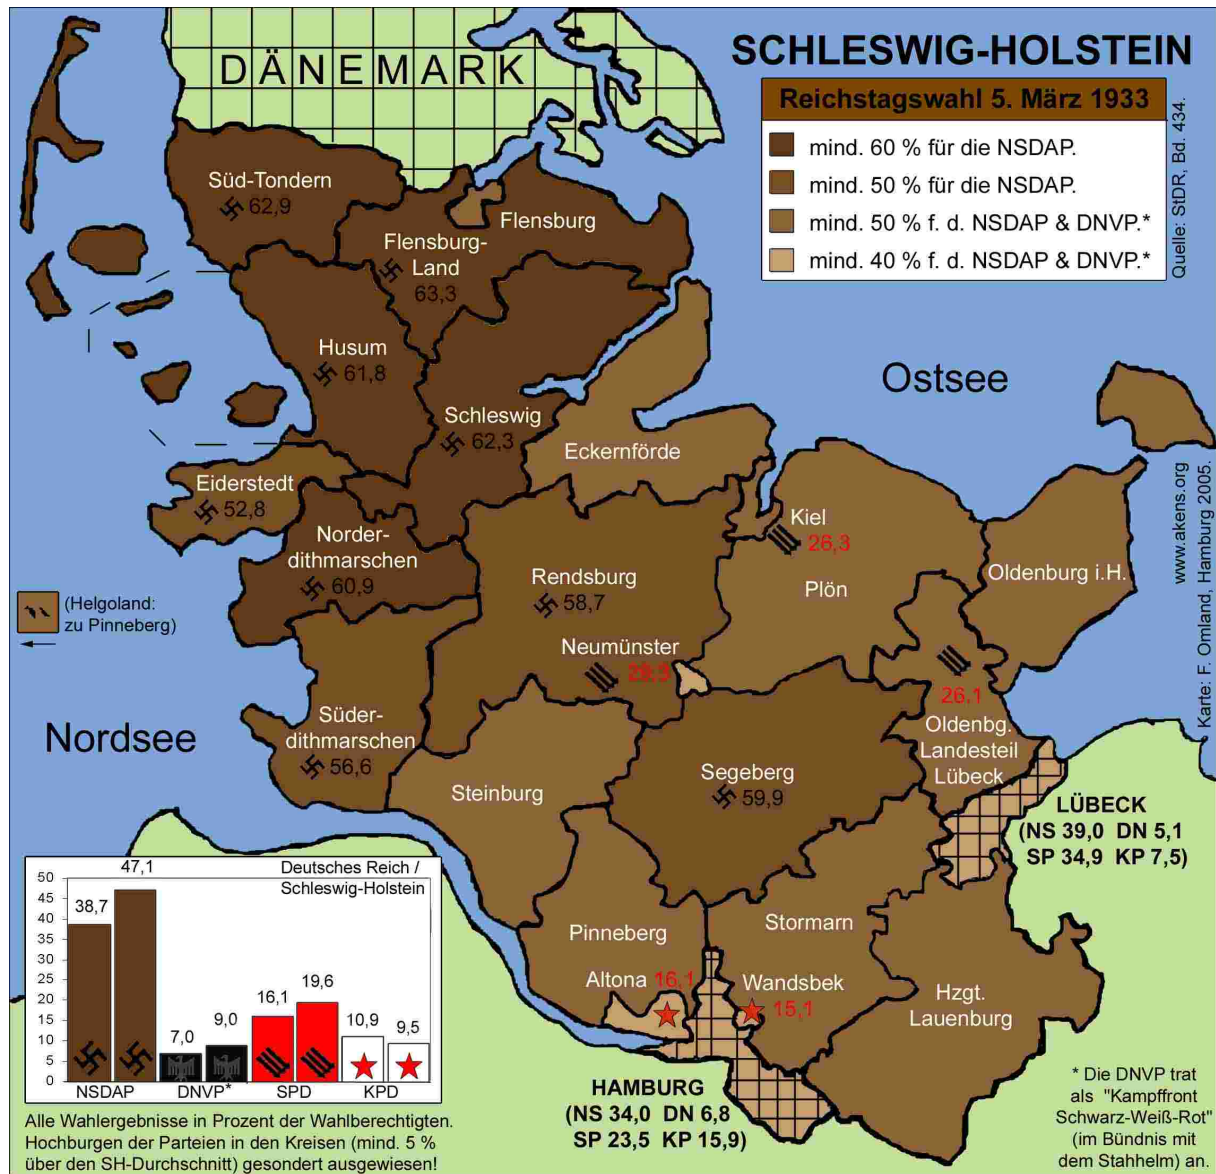 SCHLESWIG-HOLSTEIN
Reichstagswahl 5. März 1933
mind. 60 % für die NSDAP.
mind. 50 % für die NSDAP.
mind. 50 % f. d. NSDAP & DNVP.*
mind. 40 % f. d. NSDAP & DNVP.*
Quelle: StDR, Bd. 434.
DÄNEMARK
Süd-Tondern
62,9
Flensburg
Flensburg-
Land
63,3
Husum
61,8
Schleswig
62,3
Ostsee
Eckernförde
Eiderstedt
52,8
Norder-
dithmarschen
60,9
Kiel
26,3
Plön
Oldenburg i.H.
Rendsburg
58,7
(Helgoland:
zu Pinneberg)
Neumünster
Nordsee
Süder-
dithmarschen
56,6
26,1
Oldenbg.
Landesteil
Lübeck
Segeberg
59,9
Steinburg
LÜBECK
(NS 39,0 DN 5,1
SP 34,9 KP 7,5)
Pinneberg
Stormarn
Altona 16,1
Wandsbek
15,1
Hzgt.
Lauenburg
HAMBURG
(NS 34,0 DN 6,8
SP 23,5 KP 15,9)
Karte: F. Omland, Hamburg 2005.
www.akens.org
Deutsches Reich /
Schleswig-Holstein
50
45
40
35
30
25
20
15
10
5
0
38,7
47,1
7,0
9,0
16,1
19,6
10,9
9,5
NSDAP DNVP* SPD KPD
Alle Wahlergebnisse in Prozent der Wahlberechtigten.
Hochburgen der Parteien in den Kreisen (mind. 5 %
über den SH-Durchschnitt) gesondert ausgewiesen!
* Die DNVP trat
als "Kampffront
Schwarz-Weiß-Rot"
(im Bündnis mit
dem Stahhelm) an.